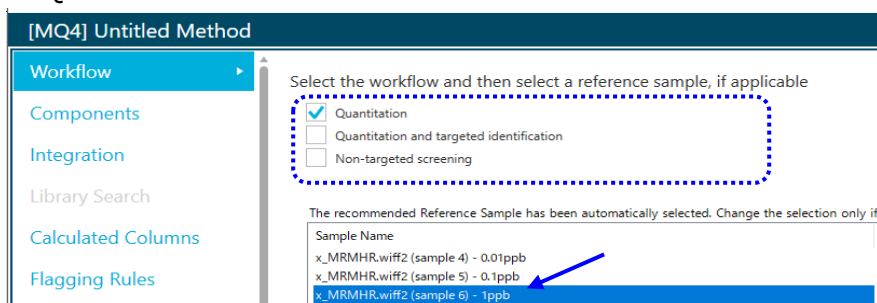 [MQ4] Untitled Method
Workflow
Components
Integration
Library Search
Calculated Columns
Flagging Rules
Select the workflow and then select a reference sample, if applicable
Quantitation
Quantitation and targeted identification
Non-targeted screening
The recommended Reference Sample has been automatically selected. Change the selection only if
Sample Name
x_MRMHR.wiff2 (sample 4) - 0.01ppb
x_MRMHR.wiff2 (sample 5) - 0.1ppb
x_MRMHR.wiff2 (sample 6) - 1ppb